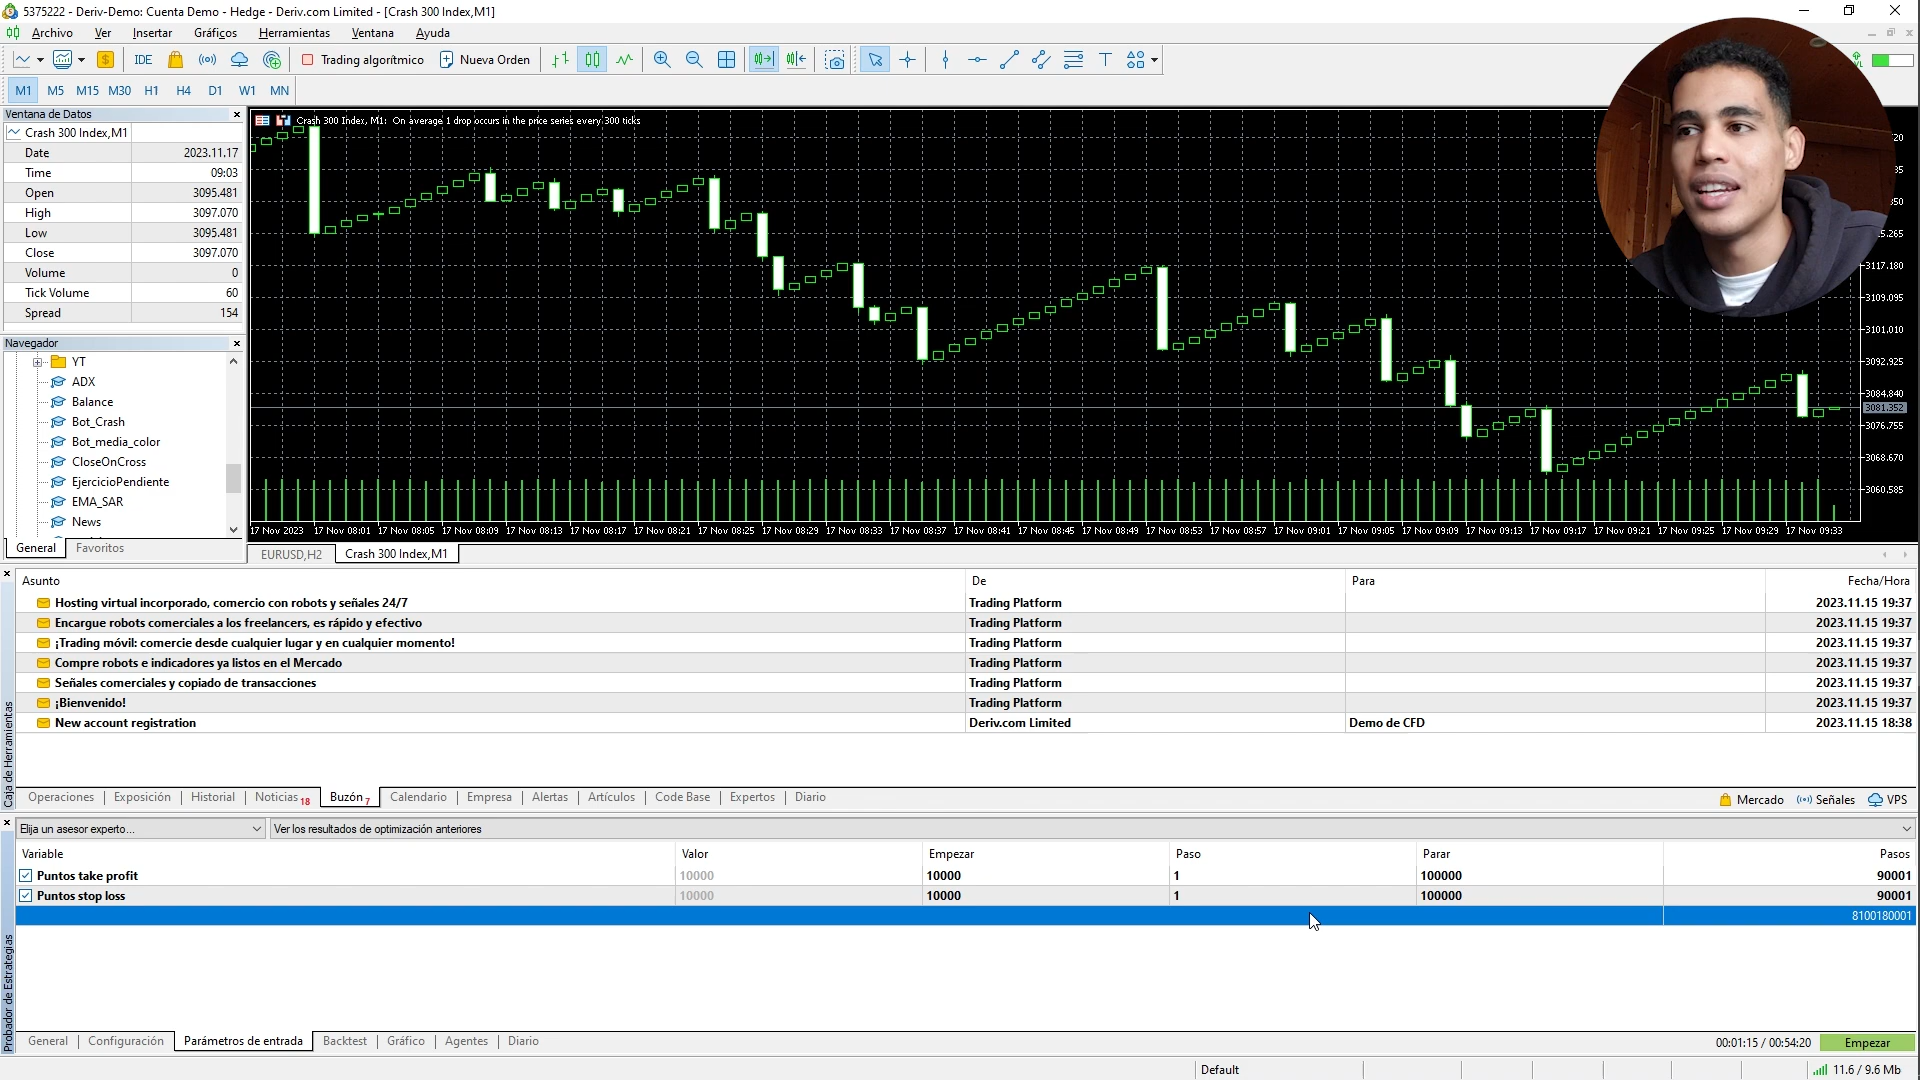 5375222 - Deriv-Demo: Cuenta Demo - Hedge - Deriv.com Limited - [Crash 300 Index,M1]
Archivo Ver Insertar Gráficos Herramientas Ventana Ayuda
IDE Trading algorítmico Nueva Orden
M1 M5 M15 M30 H1 H4 D1 W1 MN
Ventana de Datos
Crash 300 Index,M1
Date 2023.11.17
Time 09:03
Open 3095.481
High 3097.070
Low 3095.481
Close 3097.070
Volume 0
Tick Volume 60
Spread 154
Navegador
YT
ADX
Balance
Bot_Crash
Bot_media_color
CloseOnCross
EjercicioPendiente
EMA_SAR
News
General Favoritos
Crash 300 Index, M1: On average 1 drop occurs in the price series every 300 ticks
3117.180
3109.095
3101.010
3092.925
3084.840
3081.352
3076.755
3068.670
3060.585
17 Nov 2023 17 Nov 08:01 17 Nov 08:05 17 Nov 08:09 17 Nov 08:13 17 Nov 08:17 17 Nov 08:21 17 Nov 08:25 17 Nov 08:29 17 Nov 08:33 17 Nov 08:37 17 Nov 08:41 17 Nov 08:45 17 Nov 08:49 17 Nov 08:53 17 Nov 08:57 17 Nov 09:01 17 Nov 09:05 17 Nov 09:09 17 Nov 09:13 17 Nov 09:17 17 Nov 09:21 17 Nov 09:25 17 Nov 09:29 17 Nov 09:33
EURUSD,H2 Crash 300 Index,M1
Asunto De Para Fecha/Hora
Hosting virtual incorporado, comercio con robots y señales 24/7 Trading Platform 2023.11.15 19:37
Encargue robots comerciales a los freelancers, es rápido y efectivo Trading Platform 2023.11.15 19:37
¡Trading móvil: comercie desde cualquier lugar y en cualquier momento! Trading Platform 2023.11.15 19:37
Compre robots e indicadores ya listos en el Mercado Trading Platform 2023.11.15 19:37
Señales comerciales y copiado de transacciones Trading Platform 2023.11.15 19:37
¡Bienvenido! Trading Platform 2023.11.15 19:37
New account registration Deriv.com Limited Demo de CFD 2023.11.15 18:38
Caja de Herramientas
Operaciones Exposición Historial Noticias 18 Buzón 7 Calendario Empresa Alertas Artículos Code Base Expertos Diario Mercado Señales VPS
Elija un asesor experto... Ver los resultados de optimización anteriores
Variable Valor Empezar Paso Parar Pasos
Puntos take profit 10000 10000 1 100000 90001
Puntos stop loss 10000 10000 1 100000 90001
8100180001
Probador de Estrategias
General Configuración Parámetros de entrada Backtest Gráfico Agentes Diario 00:01:15 / 00:54:20 Empezar
Default 11.6 / 9.6 Mb